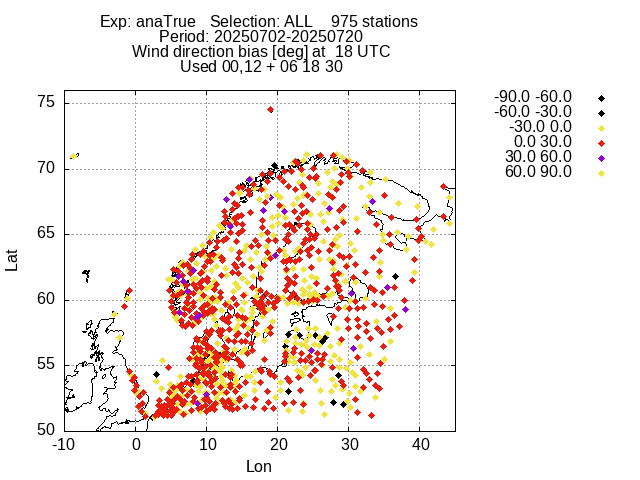 Exp: anaTrue Selection: ALL 975 stations
Period: 20250702-20250720
Wind direction bias [deg] at 18 UTC
Used 00,12 + 06 18 30
-90.0 -60.0
-60.0 -30.0
-30.0 0.0
0.0 30.0
30.0 60.0
60.0 90.0
75
70
65
60
55
50
Lat
-10 0 10 20 30 40
Lon